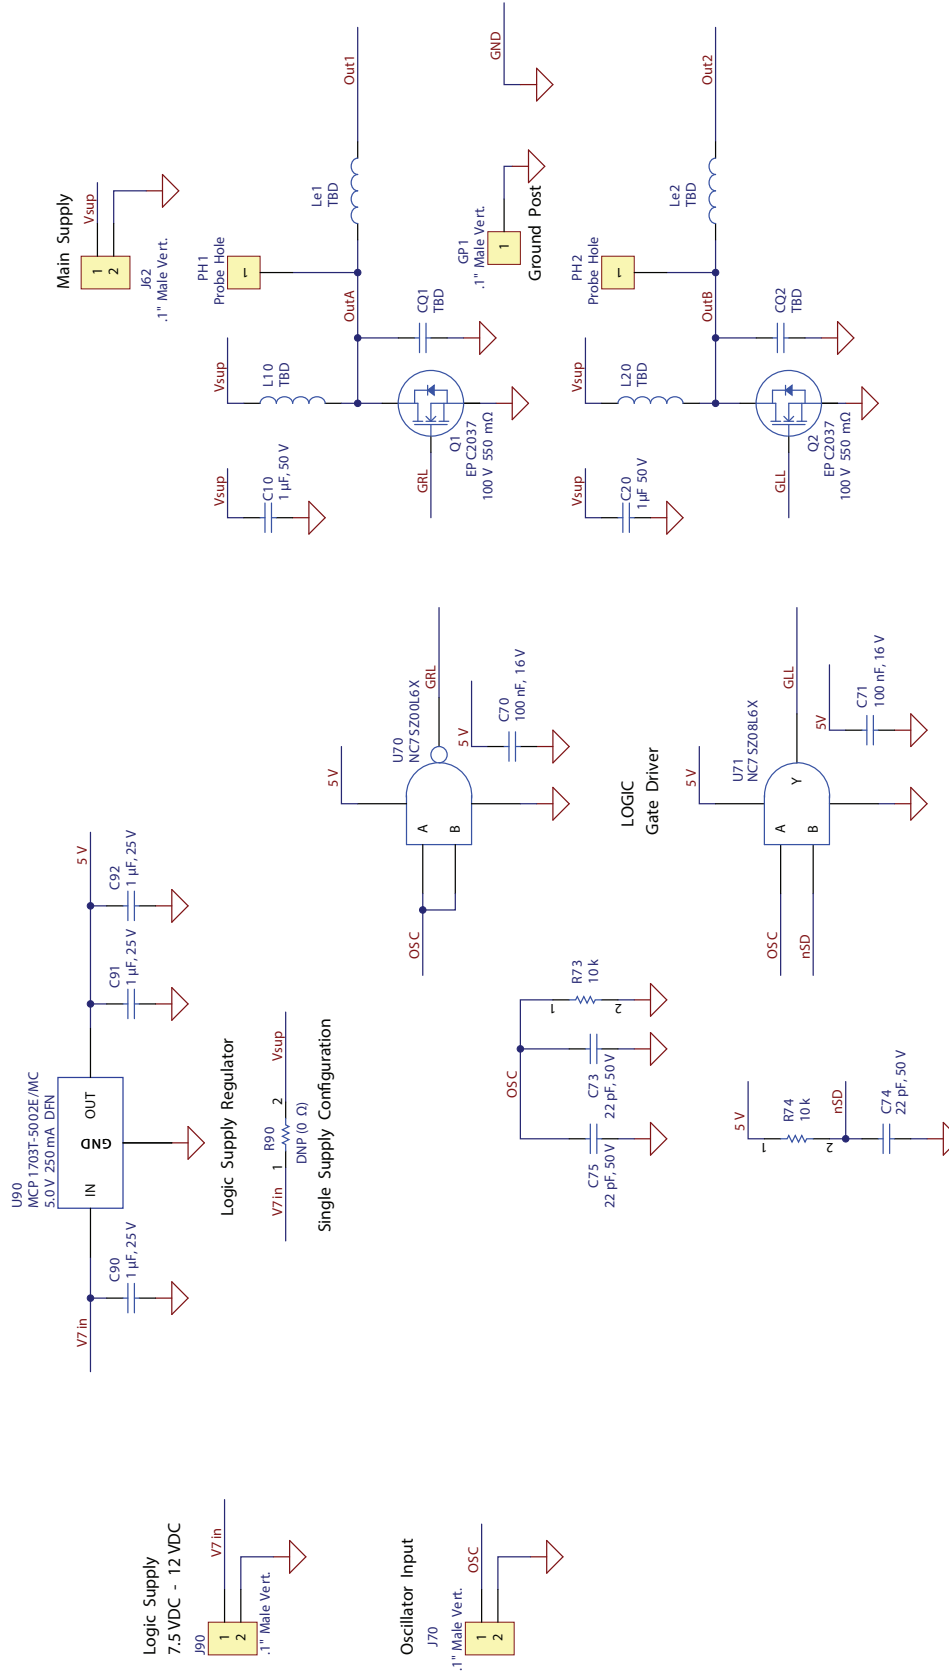 Logic Supply
7.5 VDC - 12 VDC
J90
1
2
.1" Male Vert.
V7 in
Oscillator Input
J70
.1" Male Vert.
1
2
OSC
U90
MCP1703T-5002E/MC
5.0 V 250 mA DFN
IN
OUT
GND
V7 in
C90
1 µF, 25 V
C91
1 µF, 25 V
C92
1 µF, 25 V
5 V
Logic Supply Regulator
V7 in
1
R90
2
Vsup
DNP (0 Ω)
Single Supply Configuration
OSC
C75
22 pF, 50 V
C73
22 pF, 50 V
1
R73
10 k
2
5 V
1
R74
10 k
2
nSD
C74
22 pF, 50 V
OSC
A
B
5 V
U70
NC7SZ00L6X
GRL
5 V
C70
100 nF, 16 V
LOGIC
Gate Driver
OSC
nSD
A
B
Y
5 V
U71
NC7SZ08L6X
GLL
5V
C71
100 nF, 16 V
Main Supply
1
2
Vsup
J62
.1" Male Vert.
Vsup
C10
1 µF, 50 V
Vsup
L10
TBD
GRL
Q1
EPC2037
100 V 550 mΩ
OutA
CQ1
TBD
PH1
Probe Hole
1
Le1
TBD
Out1
GP1
.1" Male Vert.
1
Ground Post
GND
Vsup
C20
1µF 50 V
Vsup
L20
TBD
GLL
Q2
EPC2037
100 V 550 mΩ
OutB
CQ2
TBD
PH2
Probe Hole
1
Le2
TBD
Out2